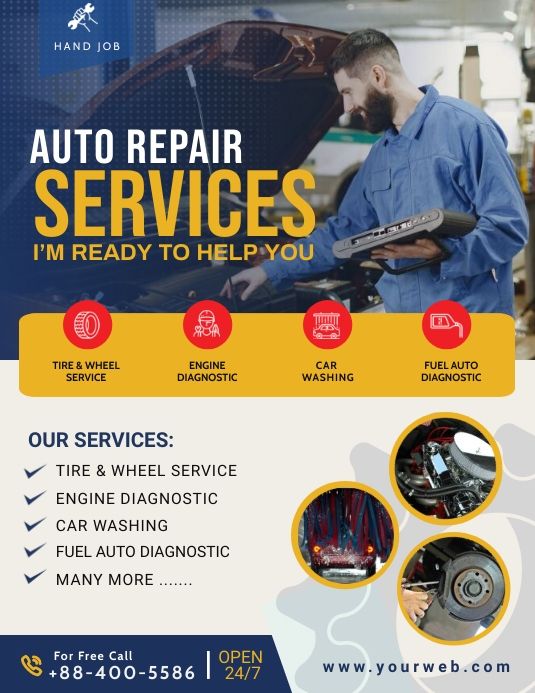 HAND JOB
AUTO REPAIR
SERVICES
I'M READY TO HELP YOU
TIRE & WHEEL
SERVICE
ENGINE
DIAGNOSTIC
CAR
WASHING
FUEL AUTO
DIAGNOSTIC
OUR SERVICES:
TIRE & WHEEL SERVICE
ENGINE DIAGNOSTIC
CAR WASHING
FUEL AUTO DIAGNOSTIC
MANY MORE .......
For Free Call
+88-400-5586
OPEN
24/7
www.yourweb.com